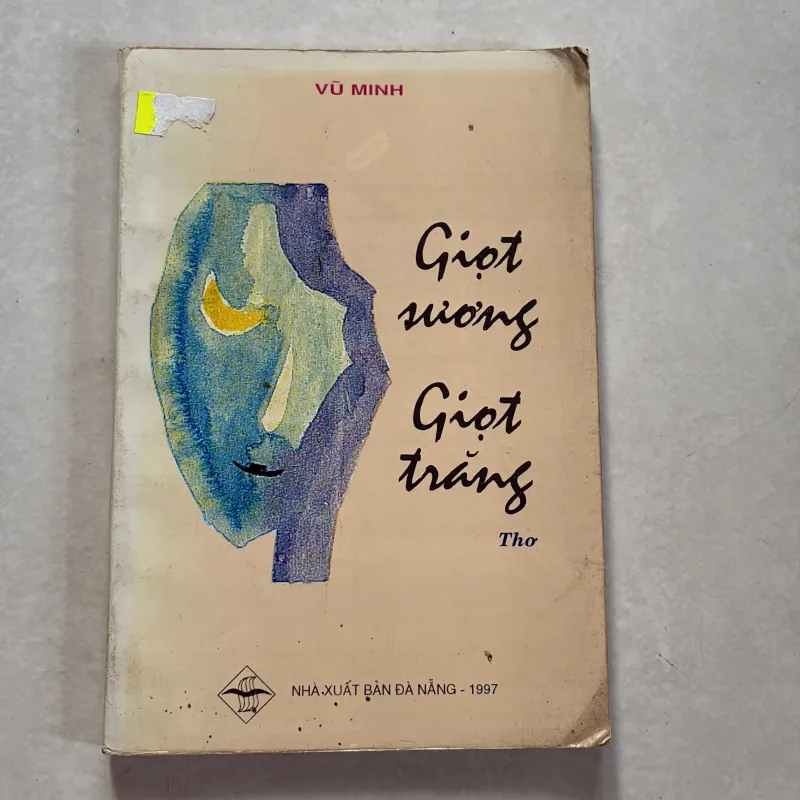 VŨ MINH
Giọt
sương
Giọt
trăng
Thơ
NHÀ XUẤT BẢN ĐÀ NẴNG - 1997